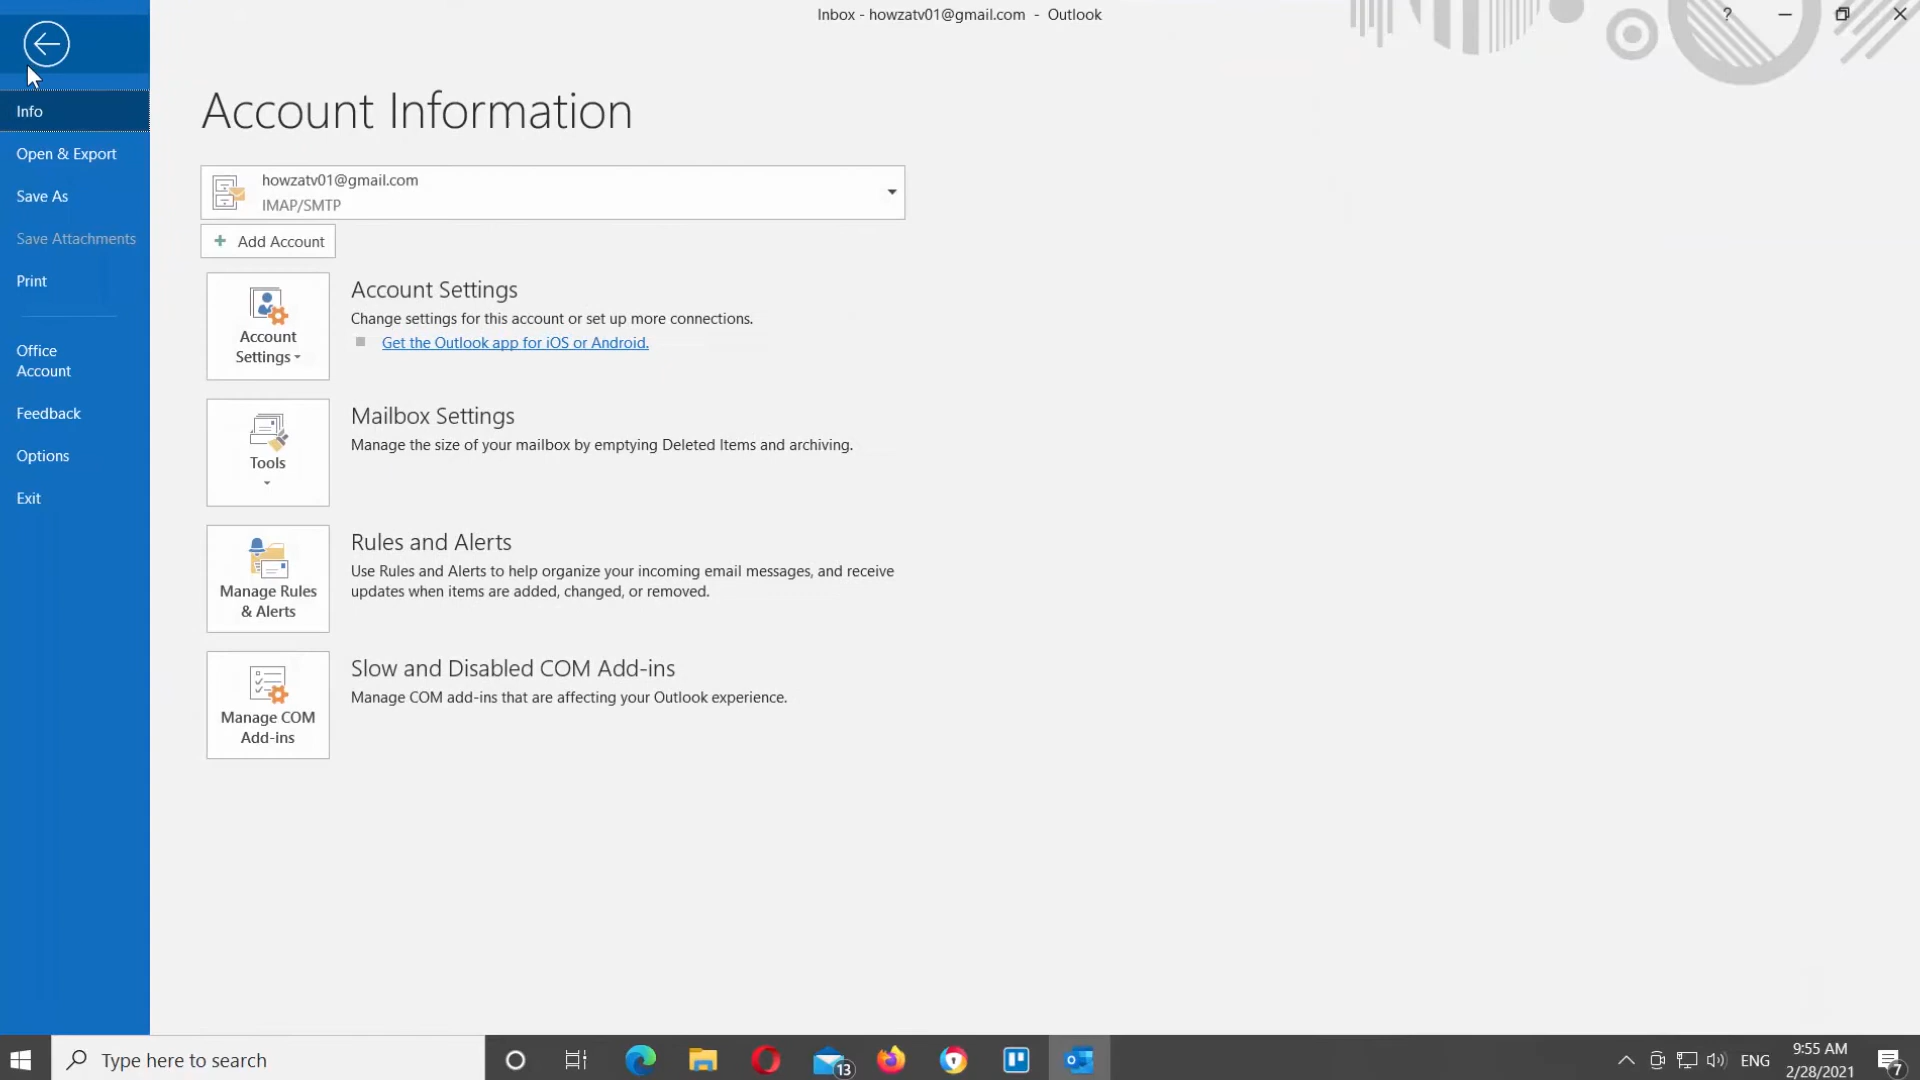 Inbox - howzatv01@gmail.com - Outlook
?
Info
Open & Export
Save As
Save Attachments
Print
Office
Account
Feedback
Options
Exit
Account Information
howzatv01@gmail.com
IMAP/SMTP
+ Add Account
Account
Settings
Account Settings
Change settings for this account or set up more connections.
Get the Outlook app for iOS or Android.
Tools
Mailbox Settings
Manage the size of your mailbox by emptying Deleted Items and archiving.
Manage Rules
& Alerts
Rules and Alerts
Use Rules and Alerts to help organize your incoming email messages, and receive
updates when items are added, changed, or removed.
Manage COM
Add-ins
Slow and Disabled COM Add-ins
Manage COM add-ins that are affecting your Outlook experience.
Type here to search
13
ENG
9:55 AM
2/28/2021
7